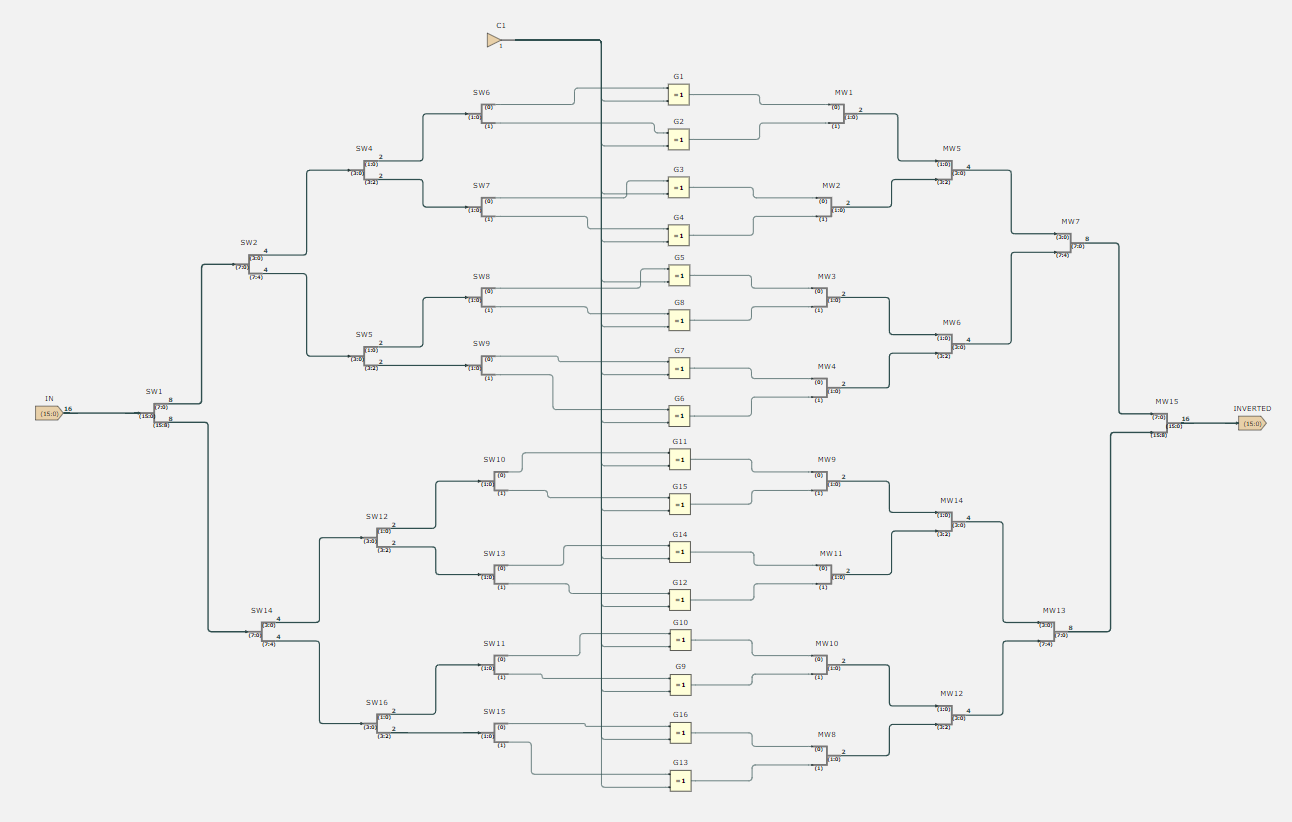 C1
1
G1
= 1
SW6
(0)
(1:0)
(1)
MW1
(0)
2
(1:0)
(1)
G2
= 1
SW4
2
(1:0)
(3:0)
2
(3:2)
MW5
(1:0)
4
(3:0)
(3:2)
G3
= 1
SW7
(0)
(1:0)
(1)
MW2
(0)
2
(1:0)
(1)
G4
= 1
MW7
(3:0)
8
(7:0)
(7:4)
SW2
4
(3:0)
(7:0)
4
(7:4)
G5
= 1
SW8
(0)
(1:0)
(1)
MW3
(0)
2
(1:0)
(1)
G8
= 1
MW6
(1:0)
4
(3:0)
(3:2)
SW5
2
(1:0)
(3:0)
2
(3:2)
SW9
(0)
(1:0)
(1)
G7
= 1
MW4
(0)
2
(1:0)
(1)
IN
(15:0)
16
SW1
8
(7:0)
(15:0)
8
(15:8)
G6
= 1
MW15
(7:0)
16
(15:0)
(15:8)
INVERTED
(15:0)
G11
= 1
SW10
(0)
(1:0)
(1)
MW9
(0)
2
(1:0)
(1)
G15
= 1
SW12
2
(1:0)
(3:0)
2
(3:2)
MW14
(1:0)
4
(3:0)
(3:2)
G14
= 1
SW13
(0)
(1:0)
(1)
MW11
(0)
2
(1:0)
(1)
G12
= 1
SW14
4
(3:0)
(7:0)
4
(7:4)
MW13
(3:0)
8
(7:0)
(7:4)
G10
= 1
SW11
(0)
(1:0)
(1)
MW10
(0)
2
(1:0)
(1)
G9
= 1
SW16
2
(1:0)
(3:0)
2
(3:2)
MW12
(1:0)
4
(3:0)
(3:2)
SW15
(0)
(1:0)
(1)
G16
= 1
MW8
(0)
2
(1:0)
(1)
G13
= 1